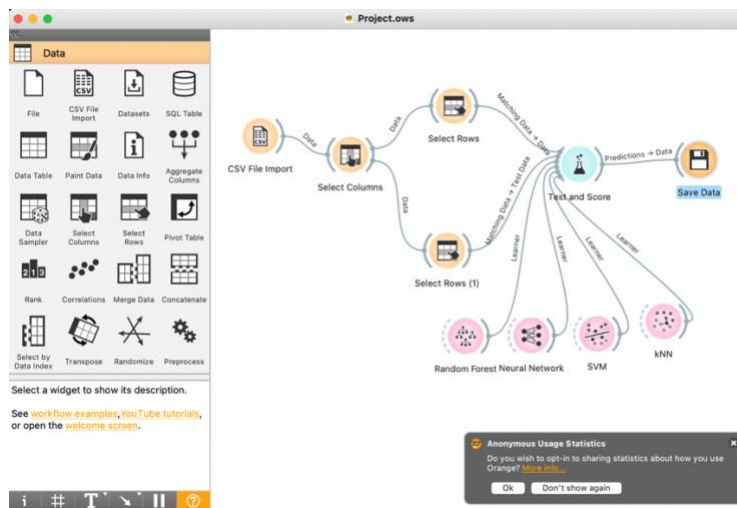 Project.ows
Data
File
CSV File
Import
Datasets
SQL Table
Data Table
Paint Data
Data Info
Aggregate
Columns
Data
Sampler
Select
Columns
Select
Rows
Pivot Table
Rank
Correlations
Merge Data
Concatenate
Select by
Data Index
Transpose
Randomize
Preprocess
Select a widget to show its description.
See workflow examples, YouTube tutorials,
or open the welcome screen.
CSV File Import
Data
Select Columns
Data
Data
Select Rows
Select Rows (1)
Matching Data → Data
Matching Data → Test Data
Test and Score
Predictions → Data
Save Data
Learner
Learner
Learner
Learner
Random Forest
Neural Network
SVM
kNN
Anonymous Usage Statistics
Do you wish to opt-in to sharing statistics about how you use
Orange? More info...
Ok
Don't show again